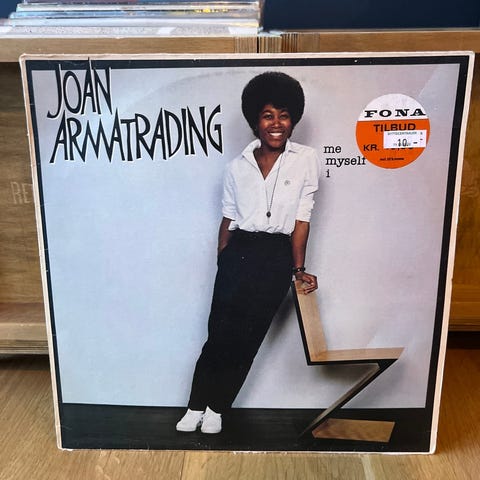 JOAN
ARMATRADING
me
myself
i
FONA
TILBUD
10.-
KR.